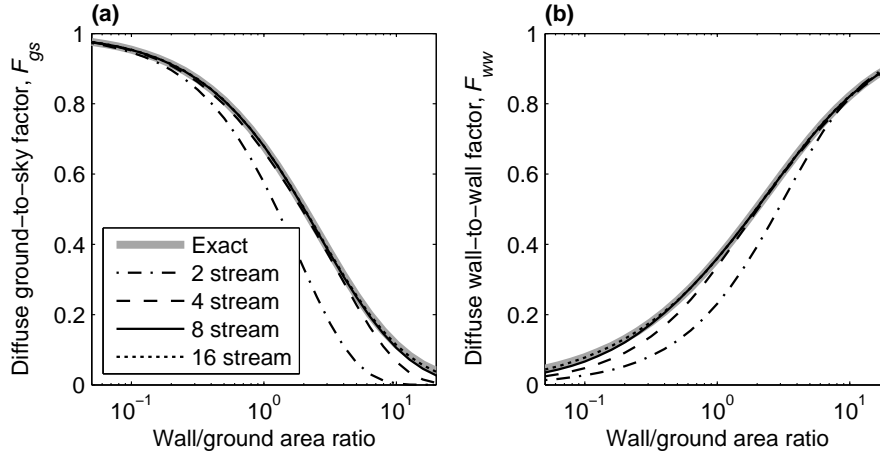 (a)
1
0.8
0.6
0.4
0.2
0
Diffuse ground−to−sky factor, F_gs
Exact
2 stream
4 stream
8 stream
16 stream
10^−1
10^0
10^1
Wall/ground area ratio
(b)
1
0.8
0.6
0.4
0.2
0
Diffuse wall−to−wall factor, F_ww
10^−1
10^0
10^1
Wall/ground area ratio